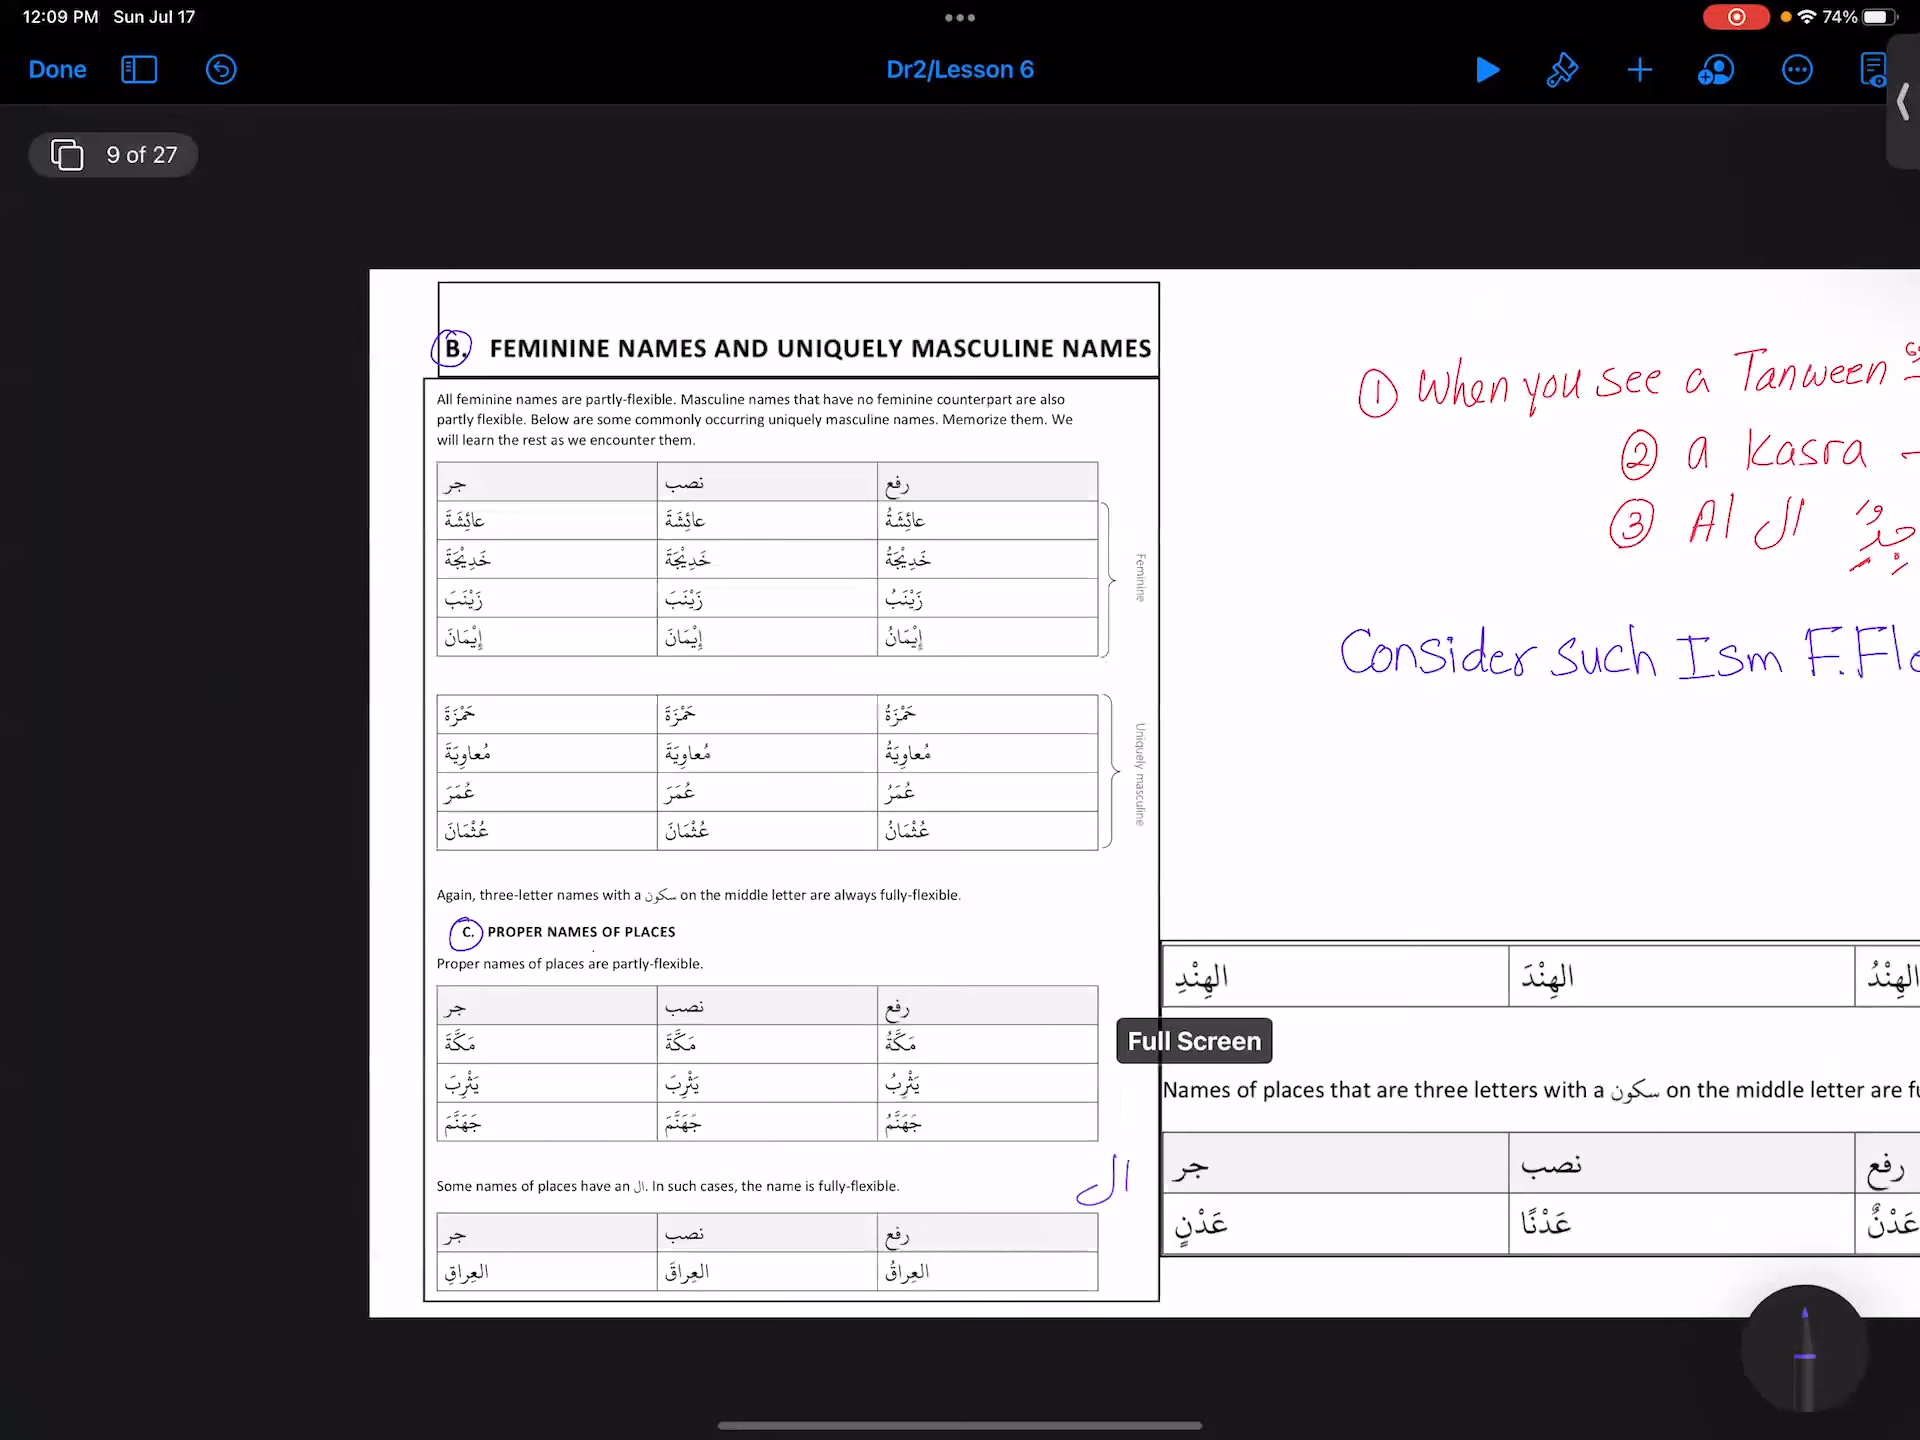 12:09 PM Sun Jul 17
74%
Done
Dr2/Lesson 6
9 of 27
B. FEMININE NAMES AND UNIQUELY MASCULINE NAMES
All feminine names are partly-flexible. Masculine names that have no feminine counterpart are also
partly flexible. Below are some commonly occurring uniquely masculine names. Memorize them. We
will learn the rest as we encounter them.
رفع نصب جر
عائِشَةُ عائِشَةَ عائِشَةَ
خَدِيْجَةُ خَدِيْجَةَ خَدِيْجَةَ
زَيْنَبُ زَيْنَبَ زَيْنَبَ
إِيْمَانُ إِيْمَانَ إِيْمَانَ
Feminine
حَمْزَةُ حَمْزَةَ حَمْزَةَ
مُعاوِيَةُ مُعاوِيَةَ مُعاوِيَةَ
عُمَرُ عُمَرَ عُمَرَ
عُثْمَانُ عُثْمَانَ عُثْمَانَ
Uniquely masculine
Again, three-letter names with a سكون on the middle letter are always fully-flexible.
C. PROPER NAMES OF PLACES
Proper names of places are partly-flexible.
رفع نصب جر
مَكَّةُ مَكَّةَ مَكَّةَ
يَثْرِبُ يَثْرِبَ يَثْرِبَ
جَهَنَّمُ جَهَنَّمَ جَهَنَّمَ
ال
Some names of places have an ال. In such cases, the name is fully-flexible.
رفع نصب جر
العِراقُ العِراقَ العِراقِ
① When you see a Tanween
② a Kasra
③ Al ال
Consider such Ism F.Fle
الهِنْدُ الهِنْدَ الهِنْدِ
Full Screen
Names of places that are three letters with a سكون on the middle letter are fu
رفع نصب جر
عَدْنٌ عَدْنًا عَدْنٍ